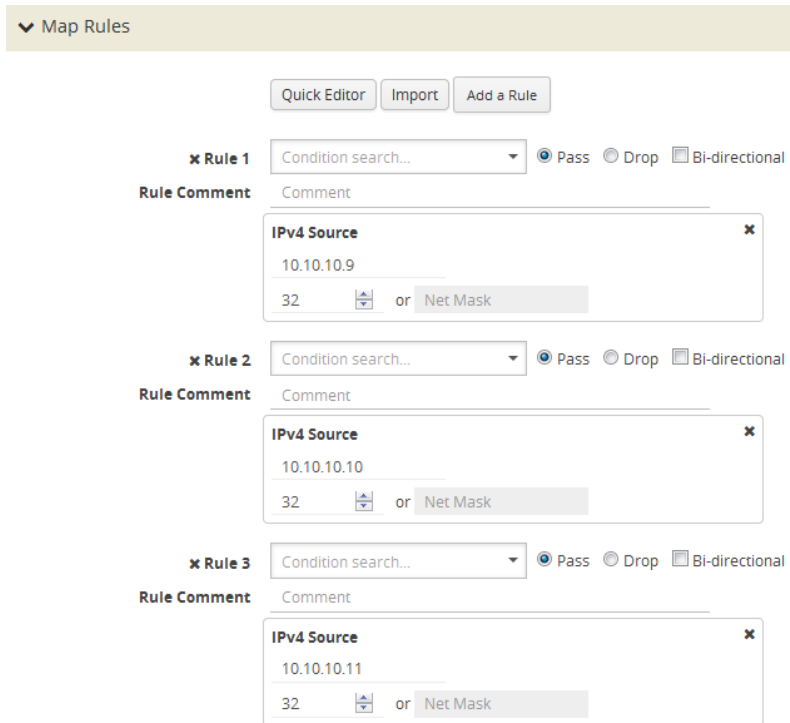 Map Rules
Quick Editor Import Add a Rule
Rule 1 Condition search... Pass Drop Bi-directional
Rule Comment Comment
IPv4 Source
10.10.10.9
32 or Net Mask
Rule 2 Condition search... Pass Drop Bi-directional
Rule Comment Comment
IPv4 Source
10.10.10.10
32 or Net Mask
Rule 3 Condition search... Pass Drop Bi-directional
Rule Comment Comment
IPv4 Source
10.10.10.11
32 or Net Mask